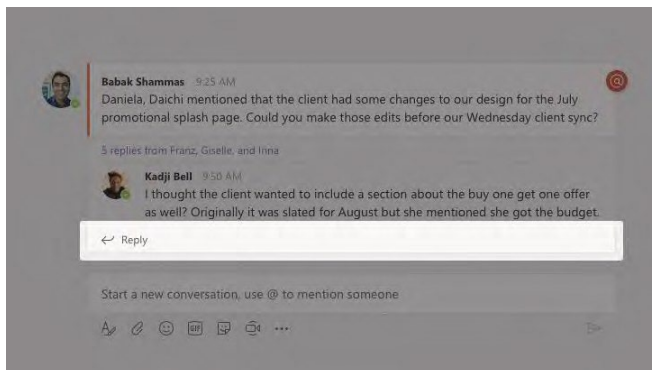 Babak Shammas 9:25 AM
@
Daniela, Daichi mentioned that the client had some changes to our design for the July
promotional splash page. Could you make those edits before our Wednesday client sync?
5 replies from Franz, Giselle, and Inna
Kadji Bell 9:50 AM
I thought the client wanted to include a section about the buy one get one offer
as well? Originally it was slated for August but she mentioned she got the budget.
Reply
Start a new conversation, use @ to mention someone
GIF